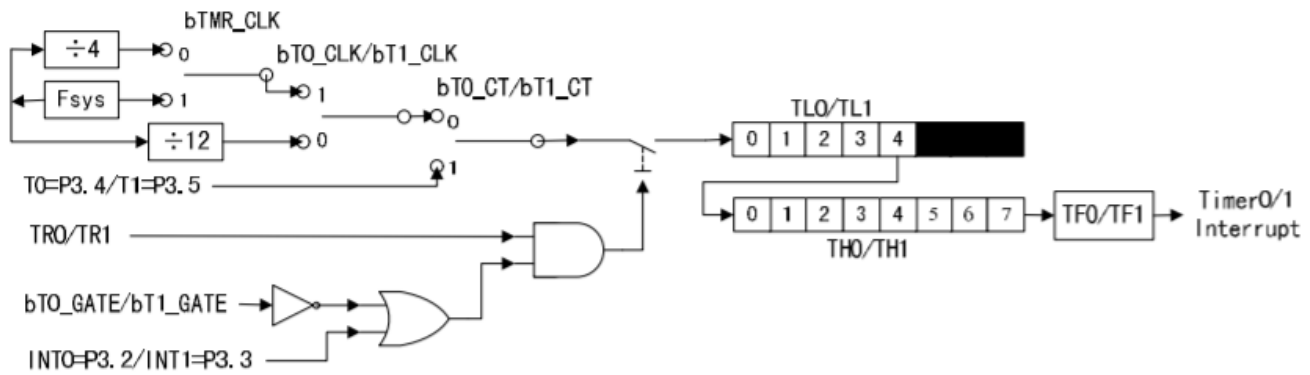 bTMR_CLK
÷4
0
bT0_CLK/bT1_CLK
Fsys
1
1
bT0_CT/bT1_CT
0
÷12
0
1
T0=P3.4/T1=P3.5
TL0/TL1
0 1 2 3 4
0 1 2 3 4 5 6 7
TH0/TH1
TF0/TF1
Timer0/1
Interrupt
TR0/TR1
bT0_GATE/bT1_GATE
INT0=P3.2/INT1=P3.3